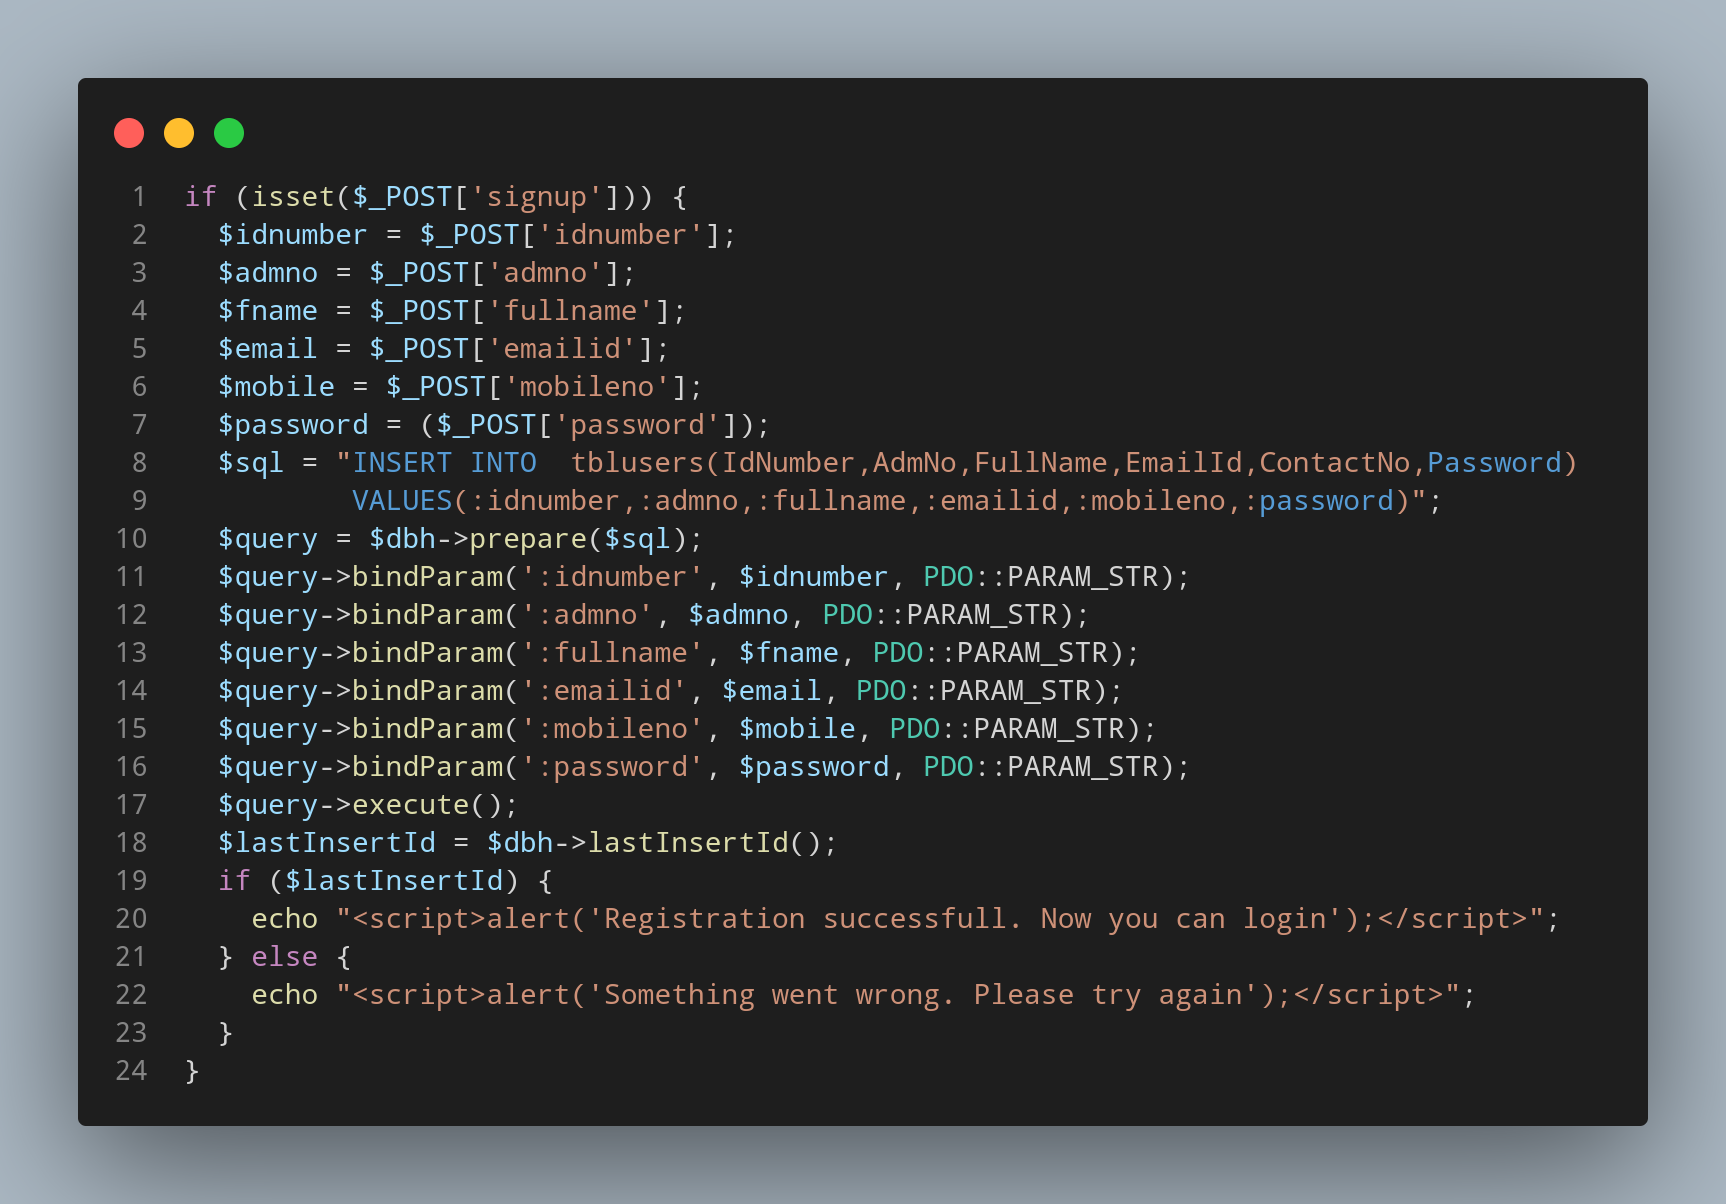 1 if (isset($_POST['signup'])) {
2   $idnumber = $_POST['idnumber'];
3   $admno = $_POST['admno'];
4   $fname = $_POST['fullname'];
5   $email = $_POST['emailid'];
6   $mobile = $_POST['mobileno'];
7   $password = ($_POST['password']);
8   $sql = "INSERT INTO  tblusers(IdNumber,AdmNo,FullName,EmailId,ContactNo,Password)
9           VALUES(:idnumber,:admno,:fullname,:emailid,:mobileno,:password)";
10   $query = $dbh->prepare($sql);
11   $query->bindParam(':idnumber', $idnumber, PDO::PARAM_STR);
12   $query->bindParam(':admno', $admno, PDO::PARAM_STR);
13   $query->bindParam(':fullname', $fname, PDO::PARAM_STR);
14   $query->bindParam(':emailid', $email, PDO::PARAM_STR);
15   $query->bindParam(':mobileno', $mobile, PDO::PARAM_STR);
16   $query->bindParam(':password', $password, PDO::PARAM_STR);
17   $query->execute();
18   $lastInsertId = $dbh->lastInsertId();
19   if ($lastInsertId) {
20     echo "<script>alert('Registration successfull. Now you can login');</script>";
21   } else {
22     echo "<script>alert('Something went wrong. Please try again');</script>";
23   }
24 }